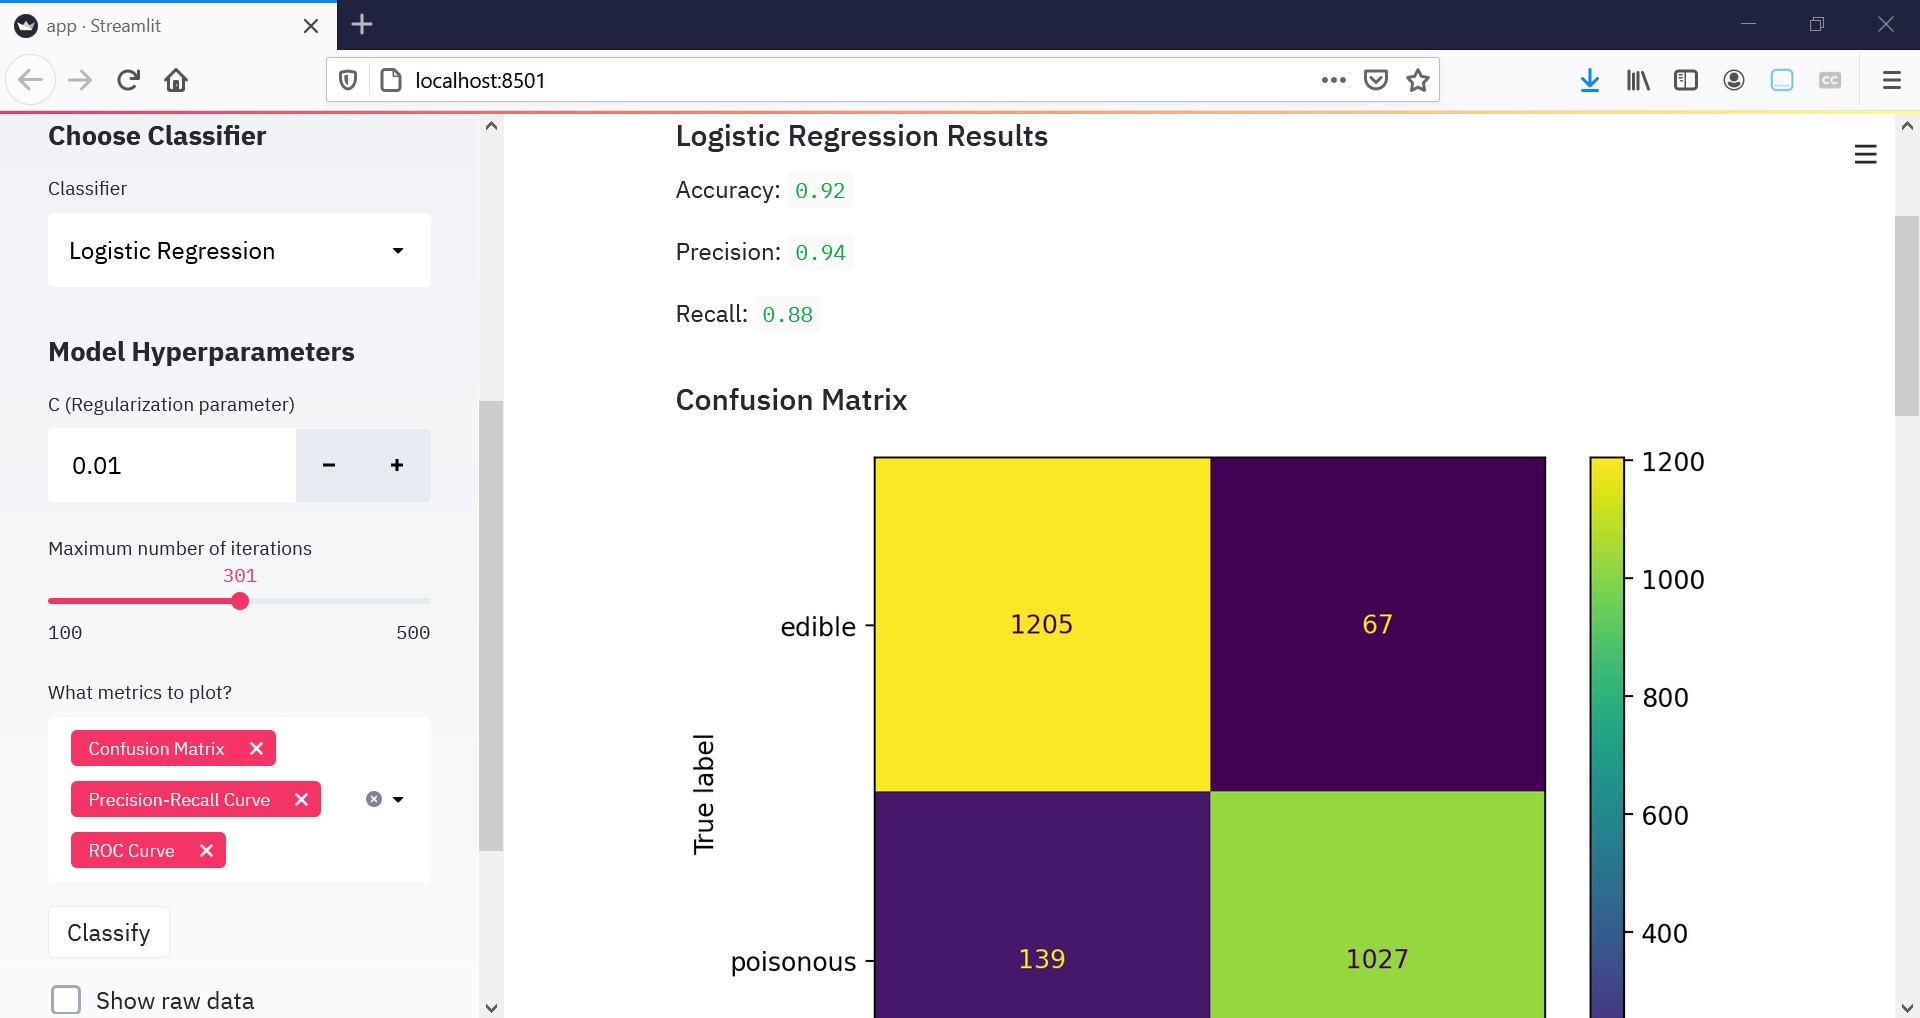 app · Streamlit
localhost:8501
CC
Choose Classifier
Classifier
Logistic Regression
Model Hyperparameters
C (Regularization parameter)
0.01
Maximum number of iterations
301
100 500
What metrics to plot?
Confusion Matrix
Precision-Recall Curve
ROC Curve
Classify
Show raw data
Logistic Regression Results
Accuracy: 0.92
Precision: 0.94
Recall: 0.88
Confusion Matrix
True label
edible
poisonous
1205 67
139 1027
1200
1000
800
600
400